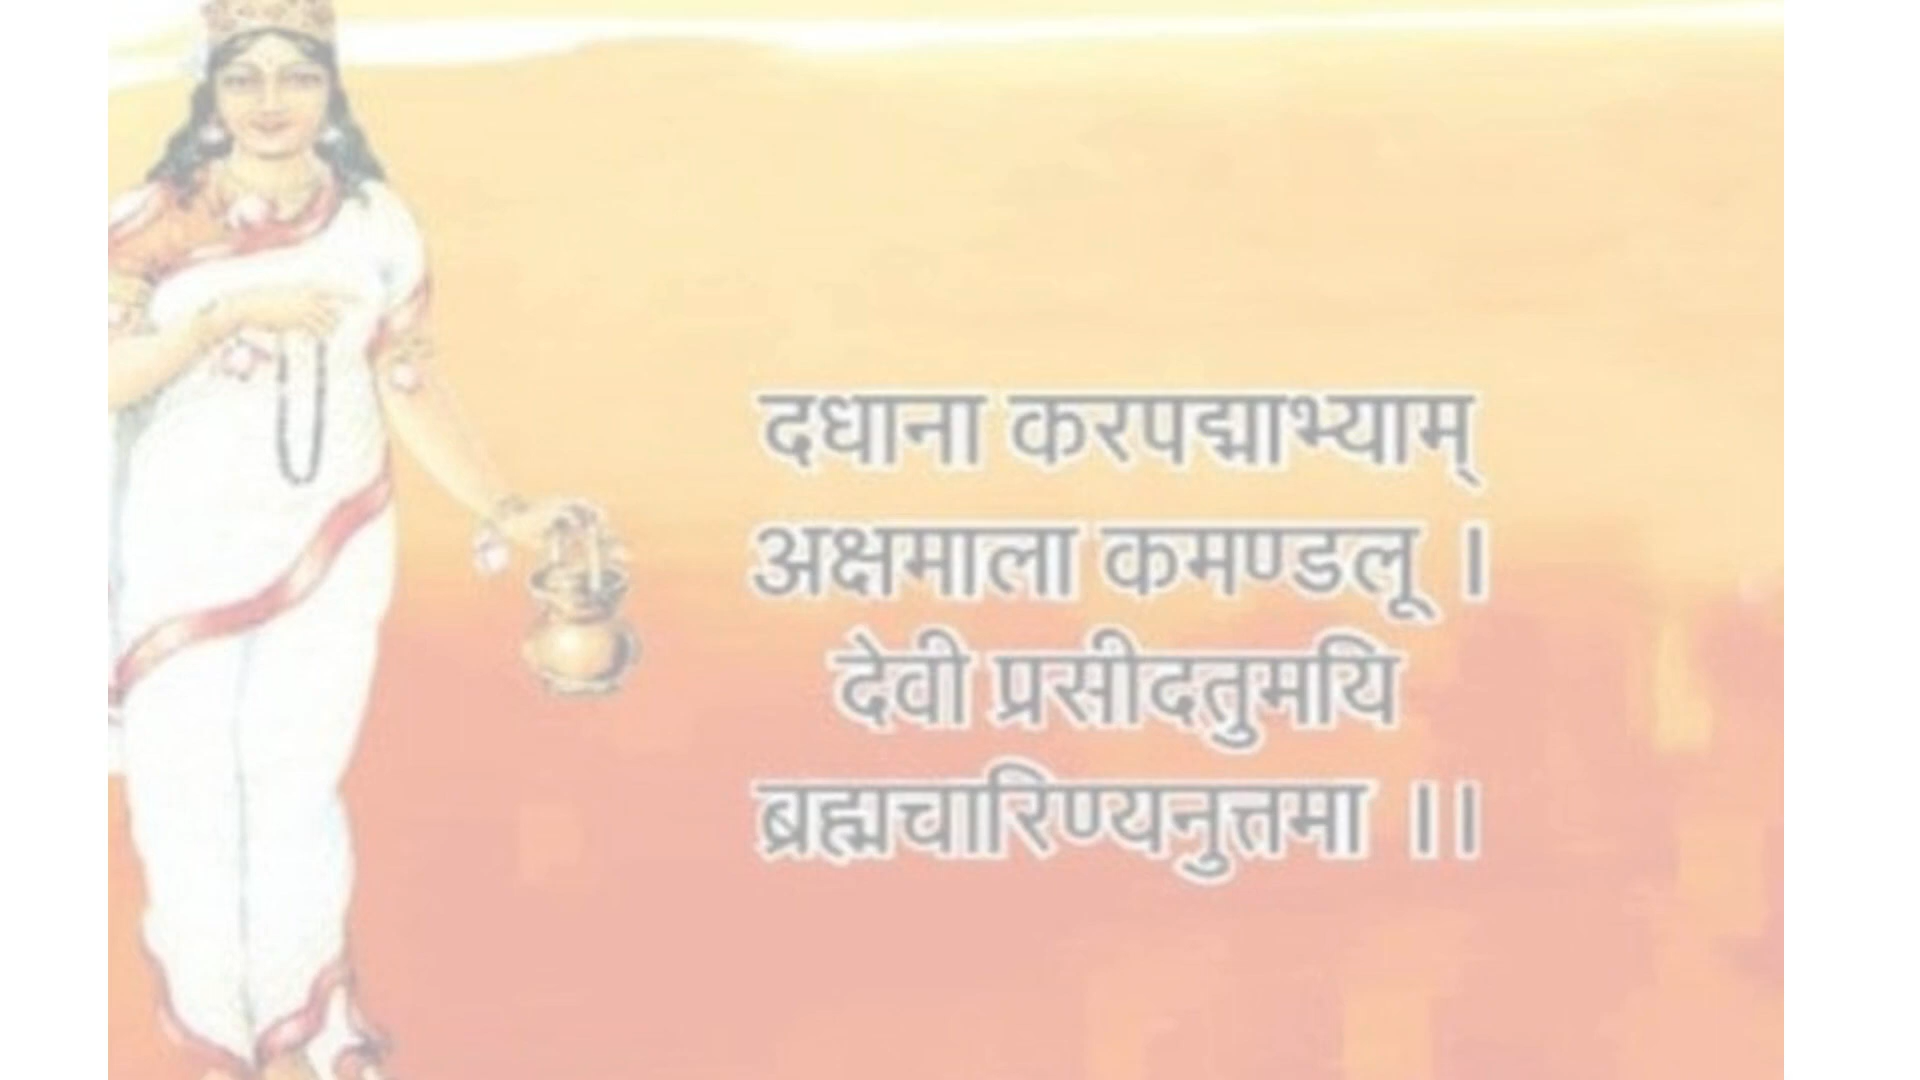 दधाना करपद्माभ्याम्
अक्षमाला कमण्डलू ।
देवी प्रसीदतुमयि
ब्रह्मचारिण्यनुत्तमा ।।